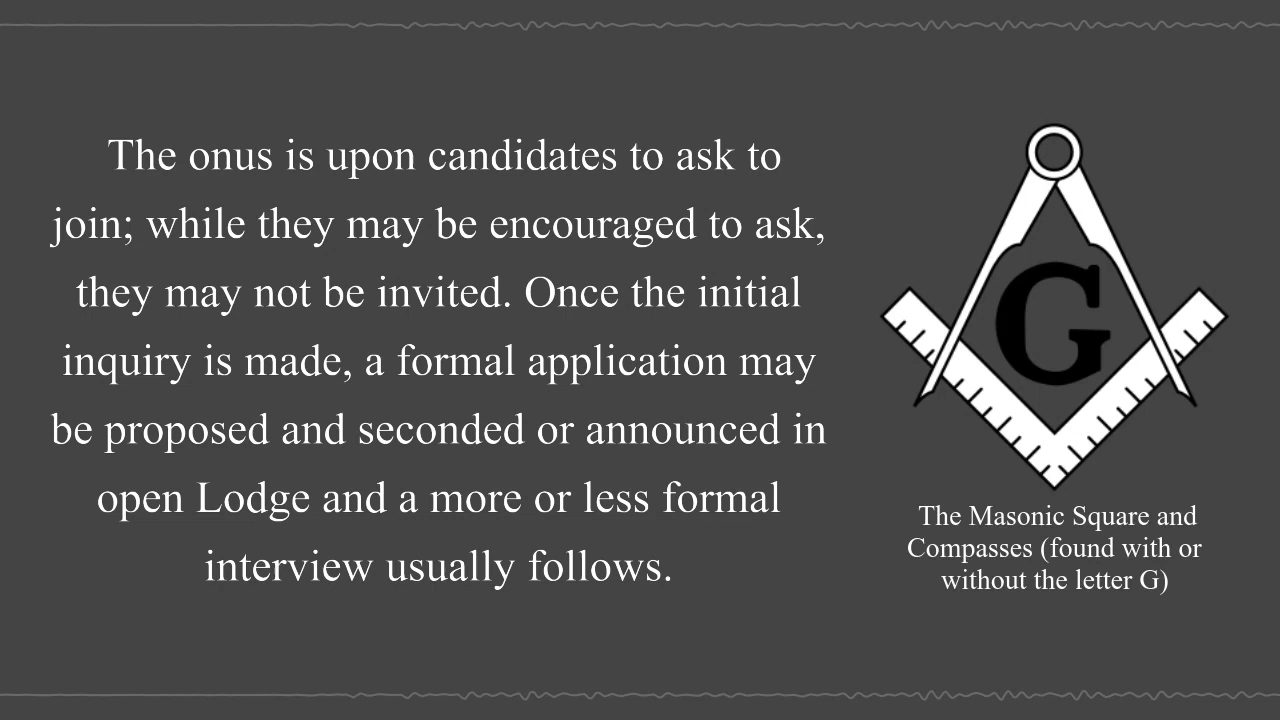 The onus is upon candidates to ask to
join; while they may be encouraged to ask,
they may not be invited. Once the initial
inquiry is made, a formal application may
be proposed and seconded or announced in
open Lodge and a more or less formal
interview usually follows.
G
The Masonic Square and
Compasses (found with or
without the letter G)